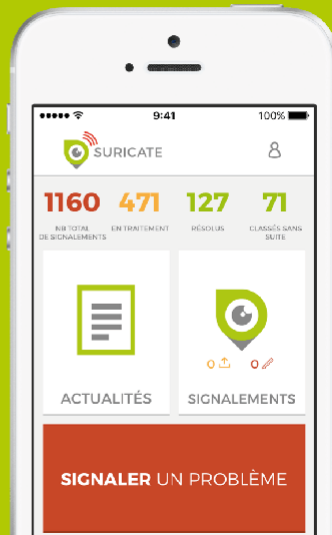 9:41 100%
SURICATE
1160 471 127 71
NB TOTAL EN TRAITEMENT RÉSOLUS CLASSÉS SANS
DE SIGNALEMENTS SUITE
0 0
ACTUALITÉS SIGNALEMENTS
SIGNALER UN PROBLÈME